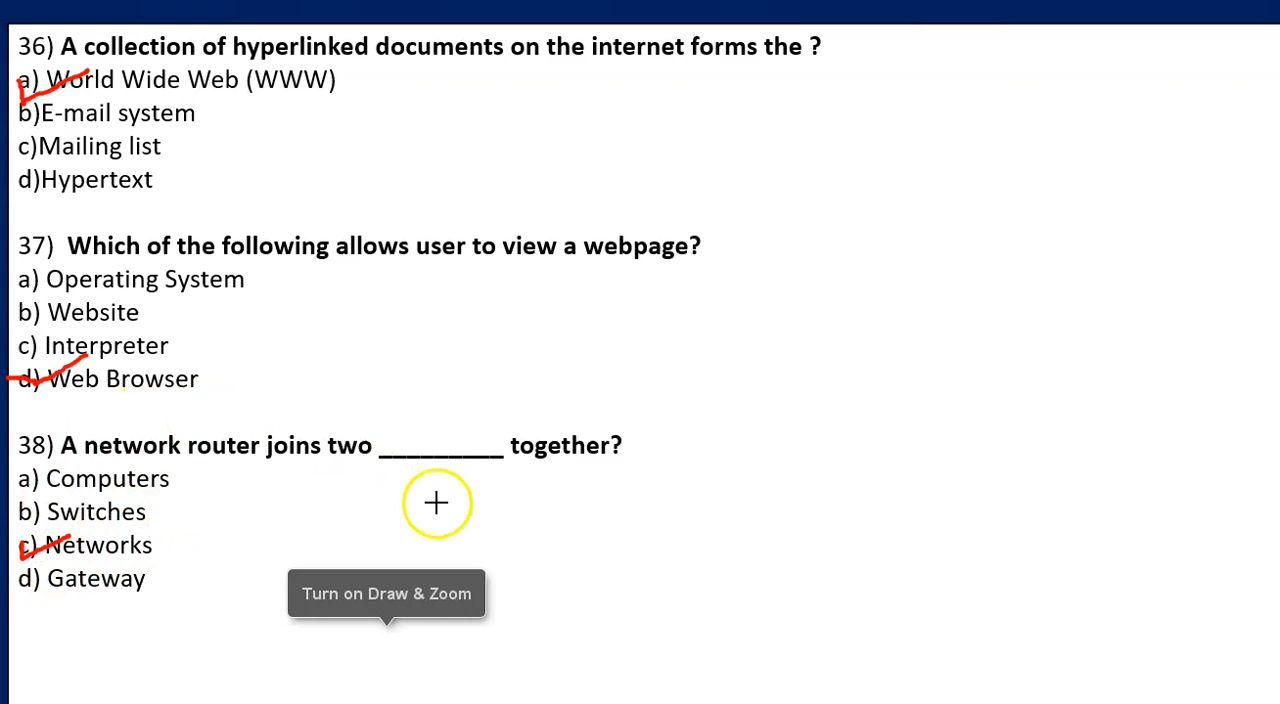 36) A collection of hyperlinked documents on the internet forms the ?
a) World Wide Web (WWW)
b)E-mail system
c)Mailing list
d)Hypertext
37)  Which of the following allows user to view a webpage?
a) Operating System
b) Website
c) Interpreter
d) Web Browser
38) A network router joins two _________ together?
a) Computers
b) Switches
c) Networks
d) Gateway
Turn on Draw & Zoom